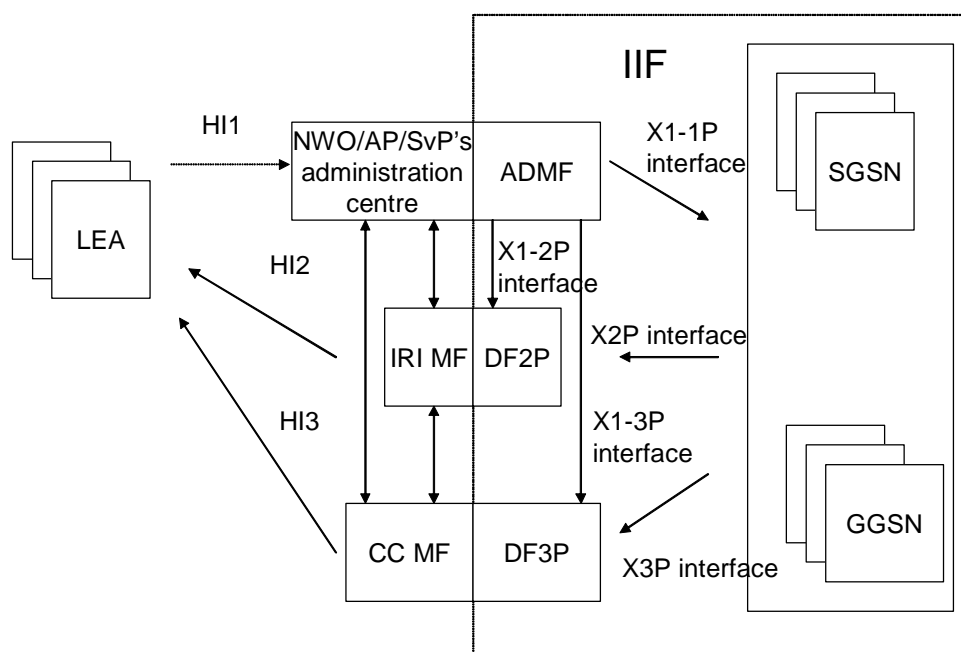 IIF
HI1
NWO/AP/SvP's
administration
centre
ADMF
X1-1P
interface
SGSN
LEA
HI2
X1-2P
interface
IRI MF
DF2P
X2P interface
HI3
X1-3P
interface
CC MF
DF3P
GGSN
X3P interface